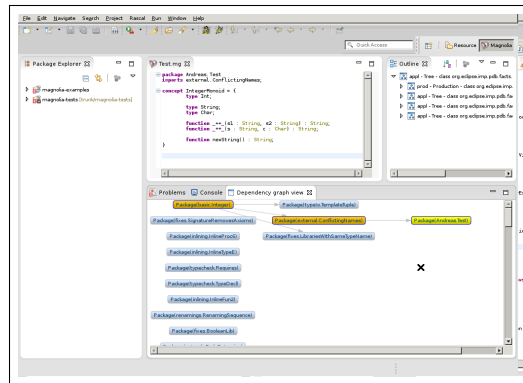 File Edit Navigate Search Project Rascal Run Window Help
Quick Access
Resource
Magnolia
Package Explorer
magnolia-examples
magnolia-tests [trunk/magnolia-tests]
Test.mg
package Andreas.Test
imports external.ConflictingNames;
concept IntegerMonoid = {
type Int;
type String;
type Char;
function _++_(s1 : String, s2 : String) : String;
function _++_(s : String, c : Char) : String;
function newString() : String;
}
Outline
appl - Tree - class org.eclipse.imp.pdb.facts.
prod - Production - class org.eclipse.imp.
appl - Tree - class org.eclipse.imp.pdb.fa
appl - Tree - class org.eclipse.imp.pdb.fa
appl - Tree - class org.eclipse.imp.pdb.fa
Problems
Console
Dependency graph view
Package(basic.Integer)
Package(fixes.SignatureRemovesAxioms)
Package(external.ConflictingNames)
Package(Andreas.Test)
Package(inlining.InlineProc6)
Package(fixes.LibrariesWithSameTypeName)
Package(inlining.InlineTypeE)
Package(typecheck.Requires)
Package(typecheck.TypeDecl)
Package(inlining.InlineFun2)
Package(renamings.RenamingSequence)
Package(fixes.BooleanLib)